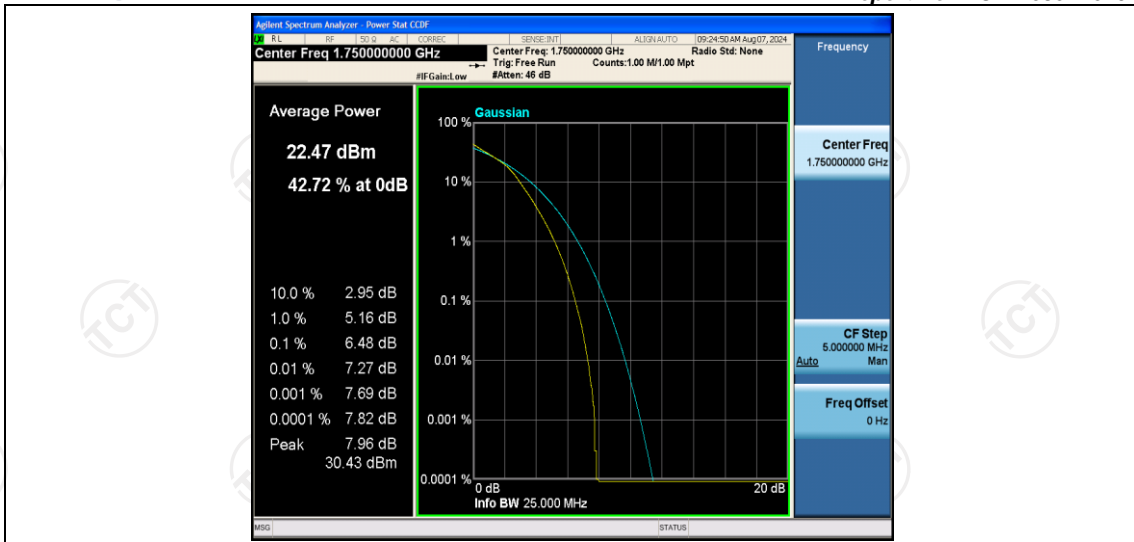 Agilent Spectrum Analyzer - Power Stat CCDF
RL RF 50 Ω AC CORREC SENSE:INT ALIGN AUTO 09:24:50 AM Aug 07, 2024
Center Freq 1.750000000 GHz
Center Freq: 1.750000000 GHz Radio Std: None
Trig: Free Run Counts:1.00 M/1.00 Mpt
#IFGain:Low #Atten: 46 dB
Frequency
Center Freq
1.750000000 GHz
CF Step
5.000000 MHz
Auto Man
Freq Offset
0 Hz
Average Power
22.47 dBm
42.72 % at 0dB
10.0 % 2.95 dB
1.0 % 5.16 dB
0.1 % 6.48 dB
0.01 % 7.27 dB
0.001 % 7.69 dB
0.0001 % 7.82 dB
Peak 7.96 dB
30.43 dBm
Gaussian
100 %
10 %
1 %
0.1 %
0.01 %
0.001 %
0.0001 %
0 dB 20 dB
Info BW 25.000 MHz
MSG STATUS
TCT
TCT